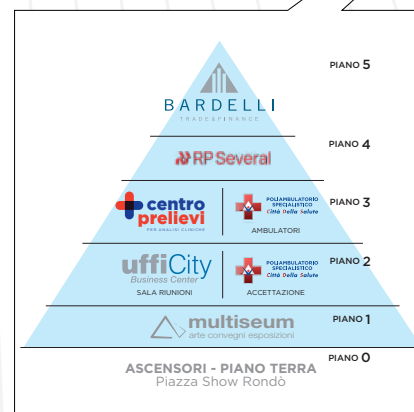 PIANO 5
BARDELLI
TRADE&FINANCE
PIANO 4
RP Several
PIANO 3
centro
prelievi
PER ANALISI CLINICHE
POLIAMBULATORIO
SPECIALISTICO
Città Della Salute
AMBULATORI
PIANO 2
uffiCity
Business Center
SALA RIUNIONI
POLIAMBULATORIO
SPECIALISTICO
Città Della Salute
ACCETTAZIONE
PIANO 1
multiseum
arte convegni esposizioni
PIANO 0
ASCENSORI - PIANO TERRA
Piazza Show Rondò